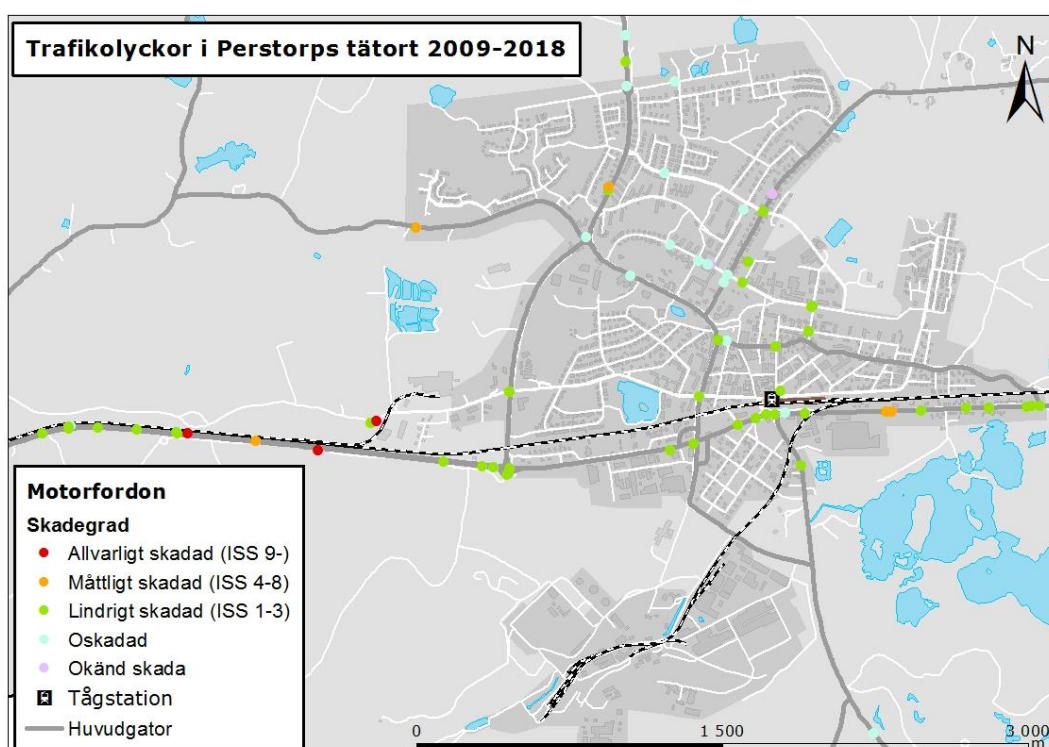 Trafikolyckor i Perstorps tätort 2009-2018
N
Motorfordon
Skadegrad
Allvarligt skadad (ISS 9-)
Måttligt skadad (ISS 4-8)
Lindrigt skadad (ISS 1-3)
Oskadad
Okänd skada
Tågstation
Huvudgator
0 1 500 3 000
m